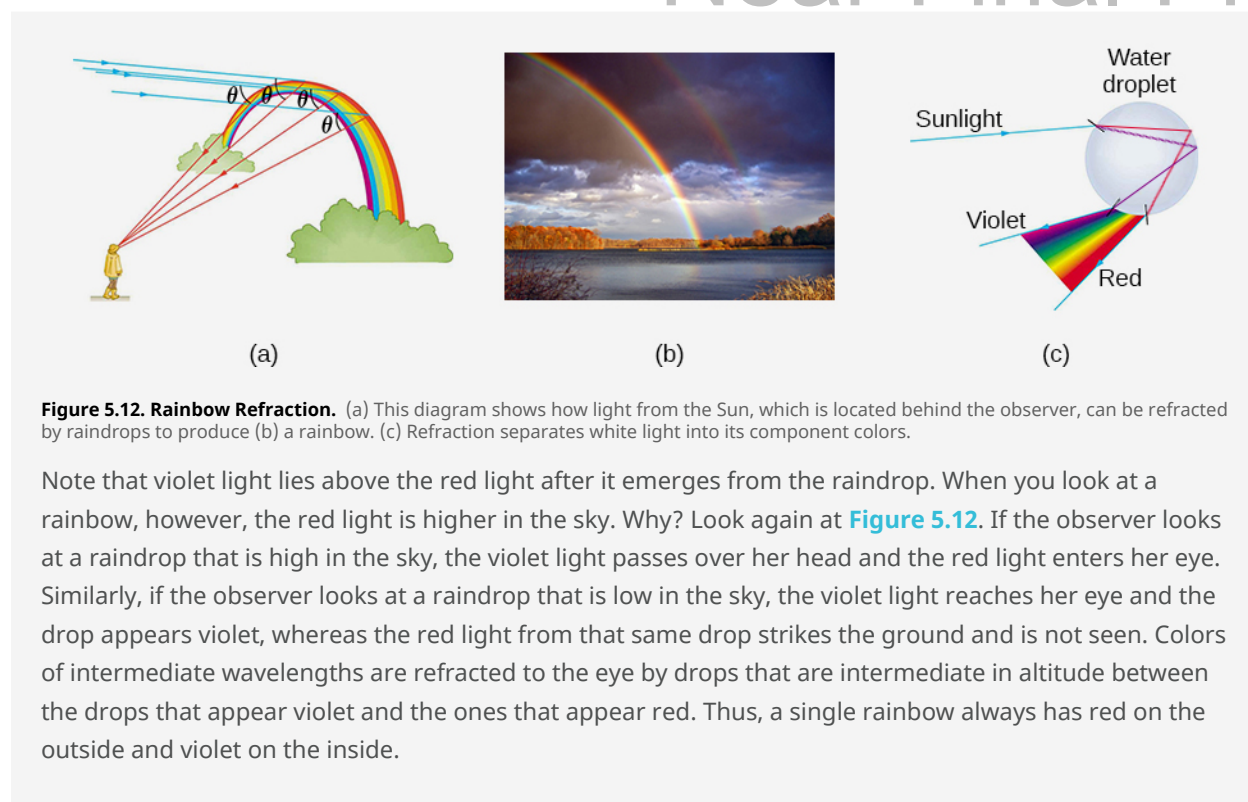 θ θ θ θ
(a)
(b)
Water
droplet
Sunlight
Violet
Red
(c)
Figure 5.12. Rainbow Refraction. (a) This diagram shows how light from the Sun, which is located behind the observer, can be refracted
by raindrops to produce (b) a rainbow. (c) Refraction separates white light into its component colors.
Note that violet light lies above the red light after it emerges from the raindrop. When you look at a
rainbow, however, the red light is higher in the sky. Why? Look again at Figure 5.12. If the observer looks
at a raindrop that is high in the sky, the violet light passes over her head and the red light enters her eye.
Similarly, if the observer looks at a raindrop that is low in the sky, the violet light reaches her eye and the
drop appears violet, whereas the red light from that same drop strikes the ground and is not seen. Colors
of intermediate wavelengths are refracted to the eye by drops that are intermediate in altitude between
the drops that appear violet and the ones that appear red. Thus, a single rainbow always has red on the
outside and violet on the inside.